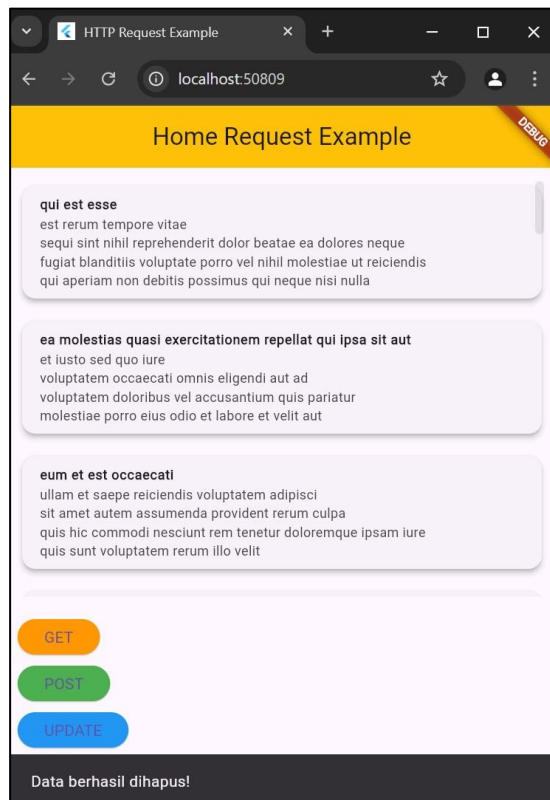 HTTP Request Example
localhost:50809
Home Request Example
DEBUG
qui est esse
est rerum tempore vitae
sequi sint nihil reprehenderit dolor beatae ea dolores neque
fugiat blanditiis voluptate porro vel nihil molestiae ut reiciendis
qui aperiam non debitis possimus qui neque nisi nulla
ea molestias quasi exercitationem repellat qui ipsa sit aut
et iusto sed quo iure
voluptatem occaecati omnis eligendi aut ad
voluptatem doloribus vel accusantium quis pariatur
molestiae porro eius odio et labore et velit aut
eum et est occaecati
ullam et saepe reiciendis voluptatem adipisci
sit amet autem assumenda provident rerum culpa
quis hic commodi nesciunt rem tenetur doloremque ipsam iure
quis sunt voluptatem rerum illo velit
GET
POST
UPDATE
Data berhasil dihapus!